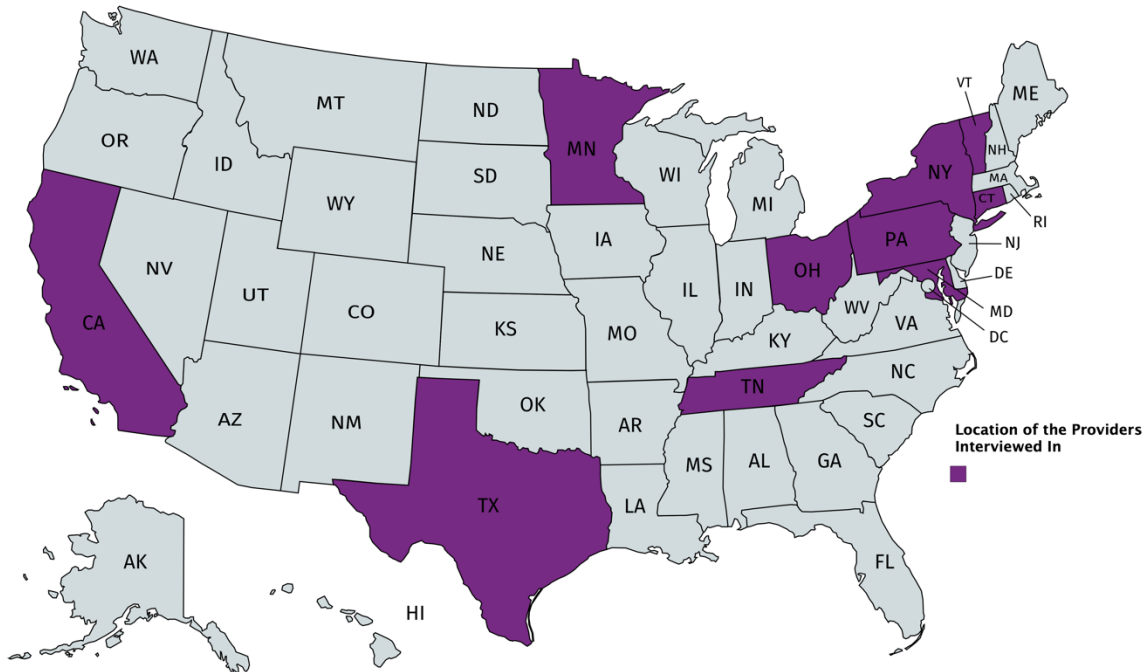 WA
MT
ND
MN
VT
ME
OR
ID
SD
WI
NH
NY
MA
WY
MI
CT
RI
IA
PA
NE
NJ
NV
OH
DE
IL
IN
UT
CO
MD
CA
WV
KS
MO
VA
DC
KY
NC
TN
OK
AZ
NM
AR
SC
Location of the Providers
Interviewed In
MS
AL
GA
TX
LA
AK
FL
HI